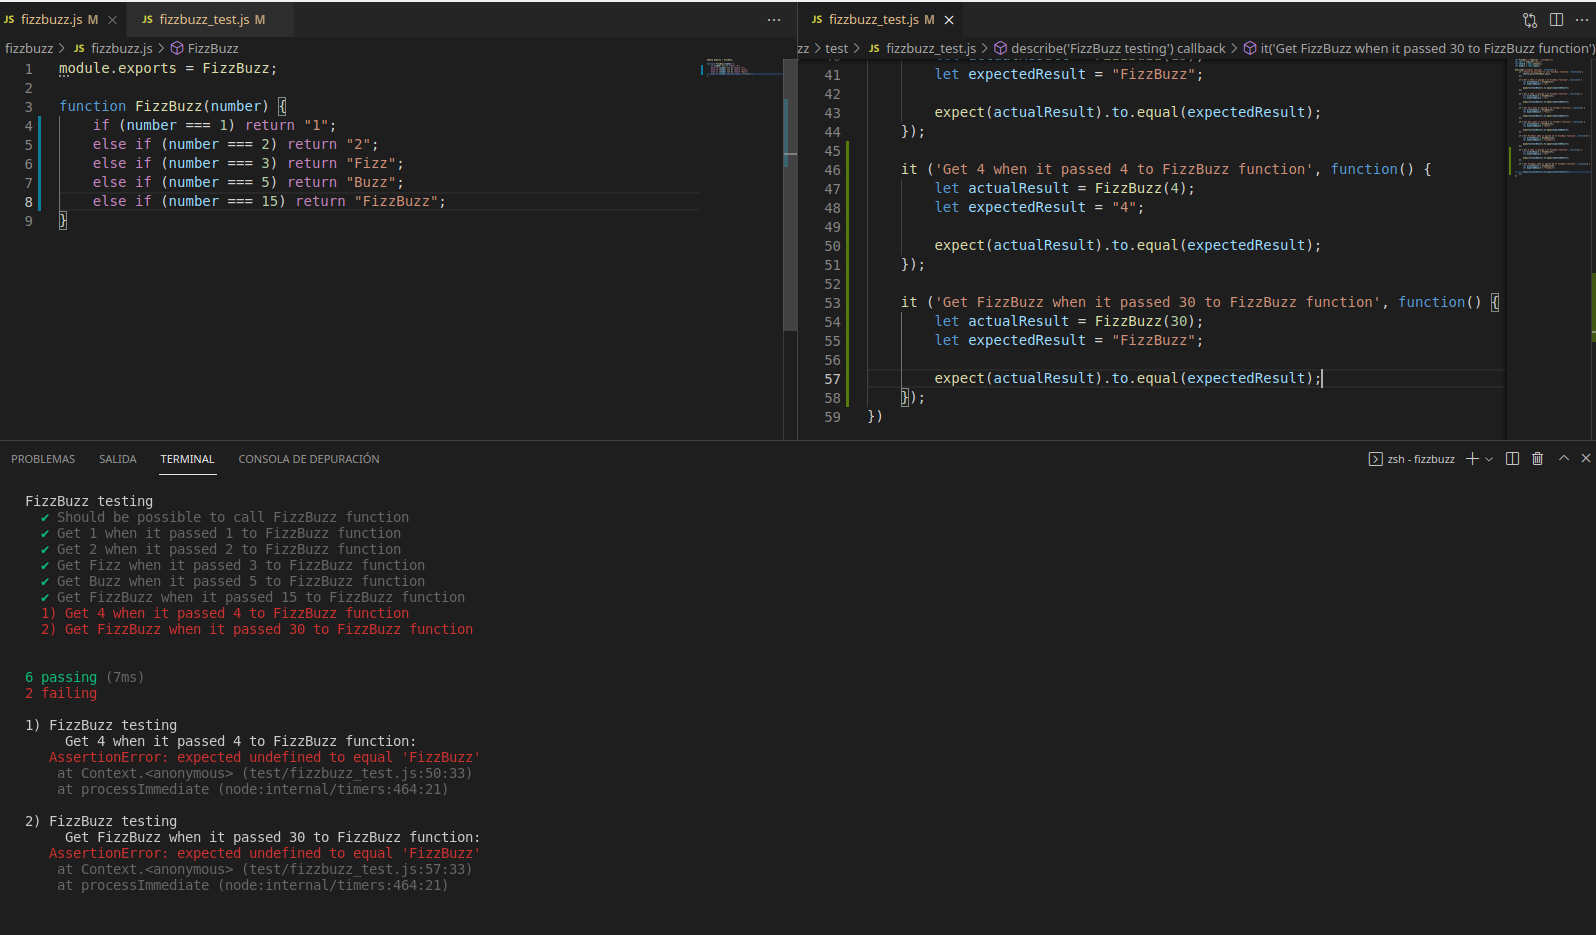 JS fizzbuzz.js M
JS fizzbuzz_test.js M
fizzbuzz > JS fizzbuzz.js > FizzBuzz
1 module.exports = FizzBuzz;
2
3 function FizzBuzz(number) {
4 if (number === 1) return "1";
5 else if (number === 2) return "2";
6 else if (number === 3) return "Fizz";
7 else if (number === 5) return "Buzz";
8 else if (number === 15) return "FizzBuzz";
9 }
JS fizzbuzz_test.js M
zz > test > JS fizzbuzz_test.js > describe('FizzBuzz testing') callback > it('Get FizzBuzz when it passed 30 to FizzBuzz function')
41 let expectedResult = "FizzBuzz";
42
43 expect(actualResult).to.equal(expectedResult);
44 });
45
46 it ('Get 4 when it passed 4 to FizzBuzz function', function() {
47 let actualResult = FizzBuzz(4);
48 let expectedResult = "4";
49
50 expect(actualResult).to.equal(expectedResult);
51 });
52
53 it ('Get FizzBuzz when it passed 30 to FizzBuzz function', function() {
54 let actualResult = FizzBuzz(30);
55 let expectedResult = "FizzBuzz";
56
57 expect(actualResult).to.equal(expectedResult);
58 });
59 })
PROBLEMAS SALIDA TERMINAL CONSOLA DE DEPURACIÓN
zsh - fizzbuzz
FizzBuzz testing
✔ Should be possible to call FizzBuzz function
✔ Get 1 when it passed 1 to FizzBuzz function
✔ Get 2 when it passed 2 to FizzBuzz function
✔ Get Fizz when it passed 3 to FizzBuzz function
✔ Get Buzz when it passed 5 to FizzBuzz function
✔ Get FizzBuzz when it passed 15 to FizzBuzz function
1) Get 4 when it passed 4 to FizzBuzz function
2) Get FizzBuzz when it passed 30 to FizzBuzz function
6 passing (7ms)
2 failing
1) FizzBuzz testing
Get 4 when it passed 4 to FizzBuzz function:
AssertionError: expected undefined to equal 'FizzBuzz'
at Context.<anonymous> (test/fizzbuzz_test.js:50:33)
at processImmediate (node:internal/timers:464:21)
2) FizzBuzz testing
Get FizzBuzz when it passed 30 to FizzBuzz function:
AssertionError: expected undefined to equal 'FizzBuzz'
at Context.<anonymous> (test/fizzbuzz_test.js:57:33)
at processImmediate (node:internal/timers:464:21)